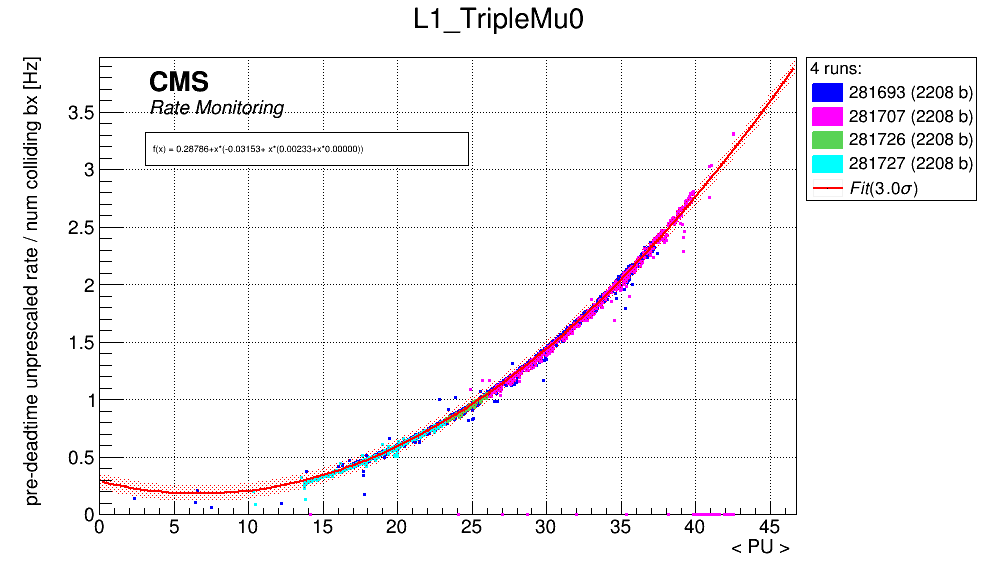 L1_TripleMu0
pre-deadtime unprescaled rate / num colliding bx [Hz]
CMS
Rate Monitoring
f(x) = 0.28786+x*(-0.03153+ x*(0.00233+x*0.00000))
4 runs:
281693 (2208 b)
281707 (2208 b)
281726 (2208 b)
281727 (2208 b)
Fit(3.0σ)
3.5
3
2.5
2
1.5
1
0.5
0
0 5 10 15 20 25 30 35 40 45
< PU >